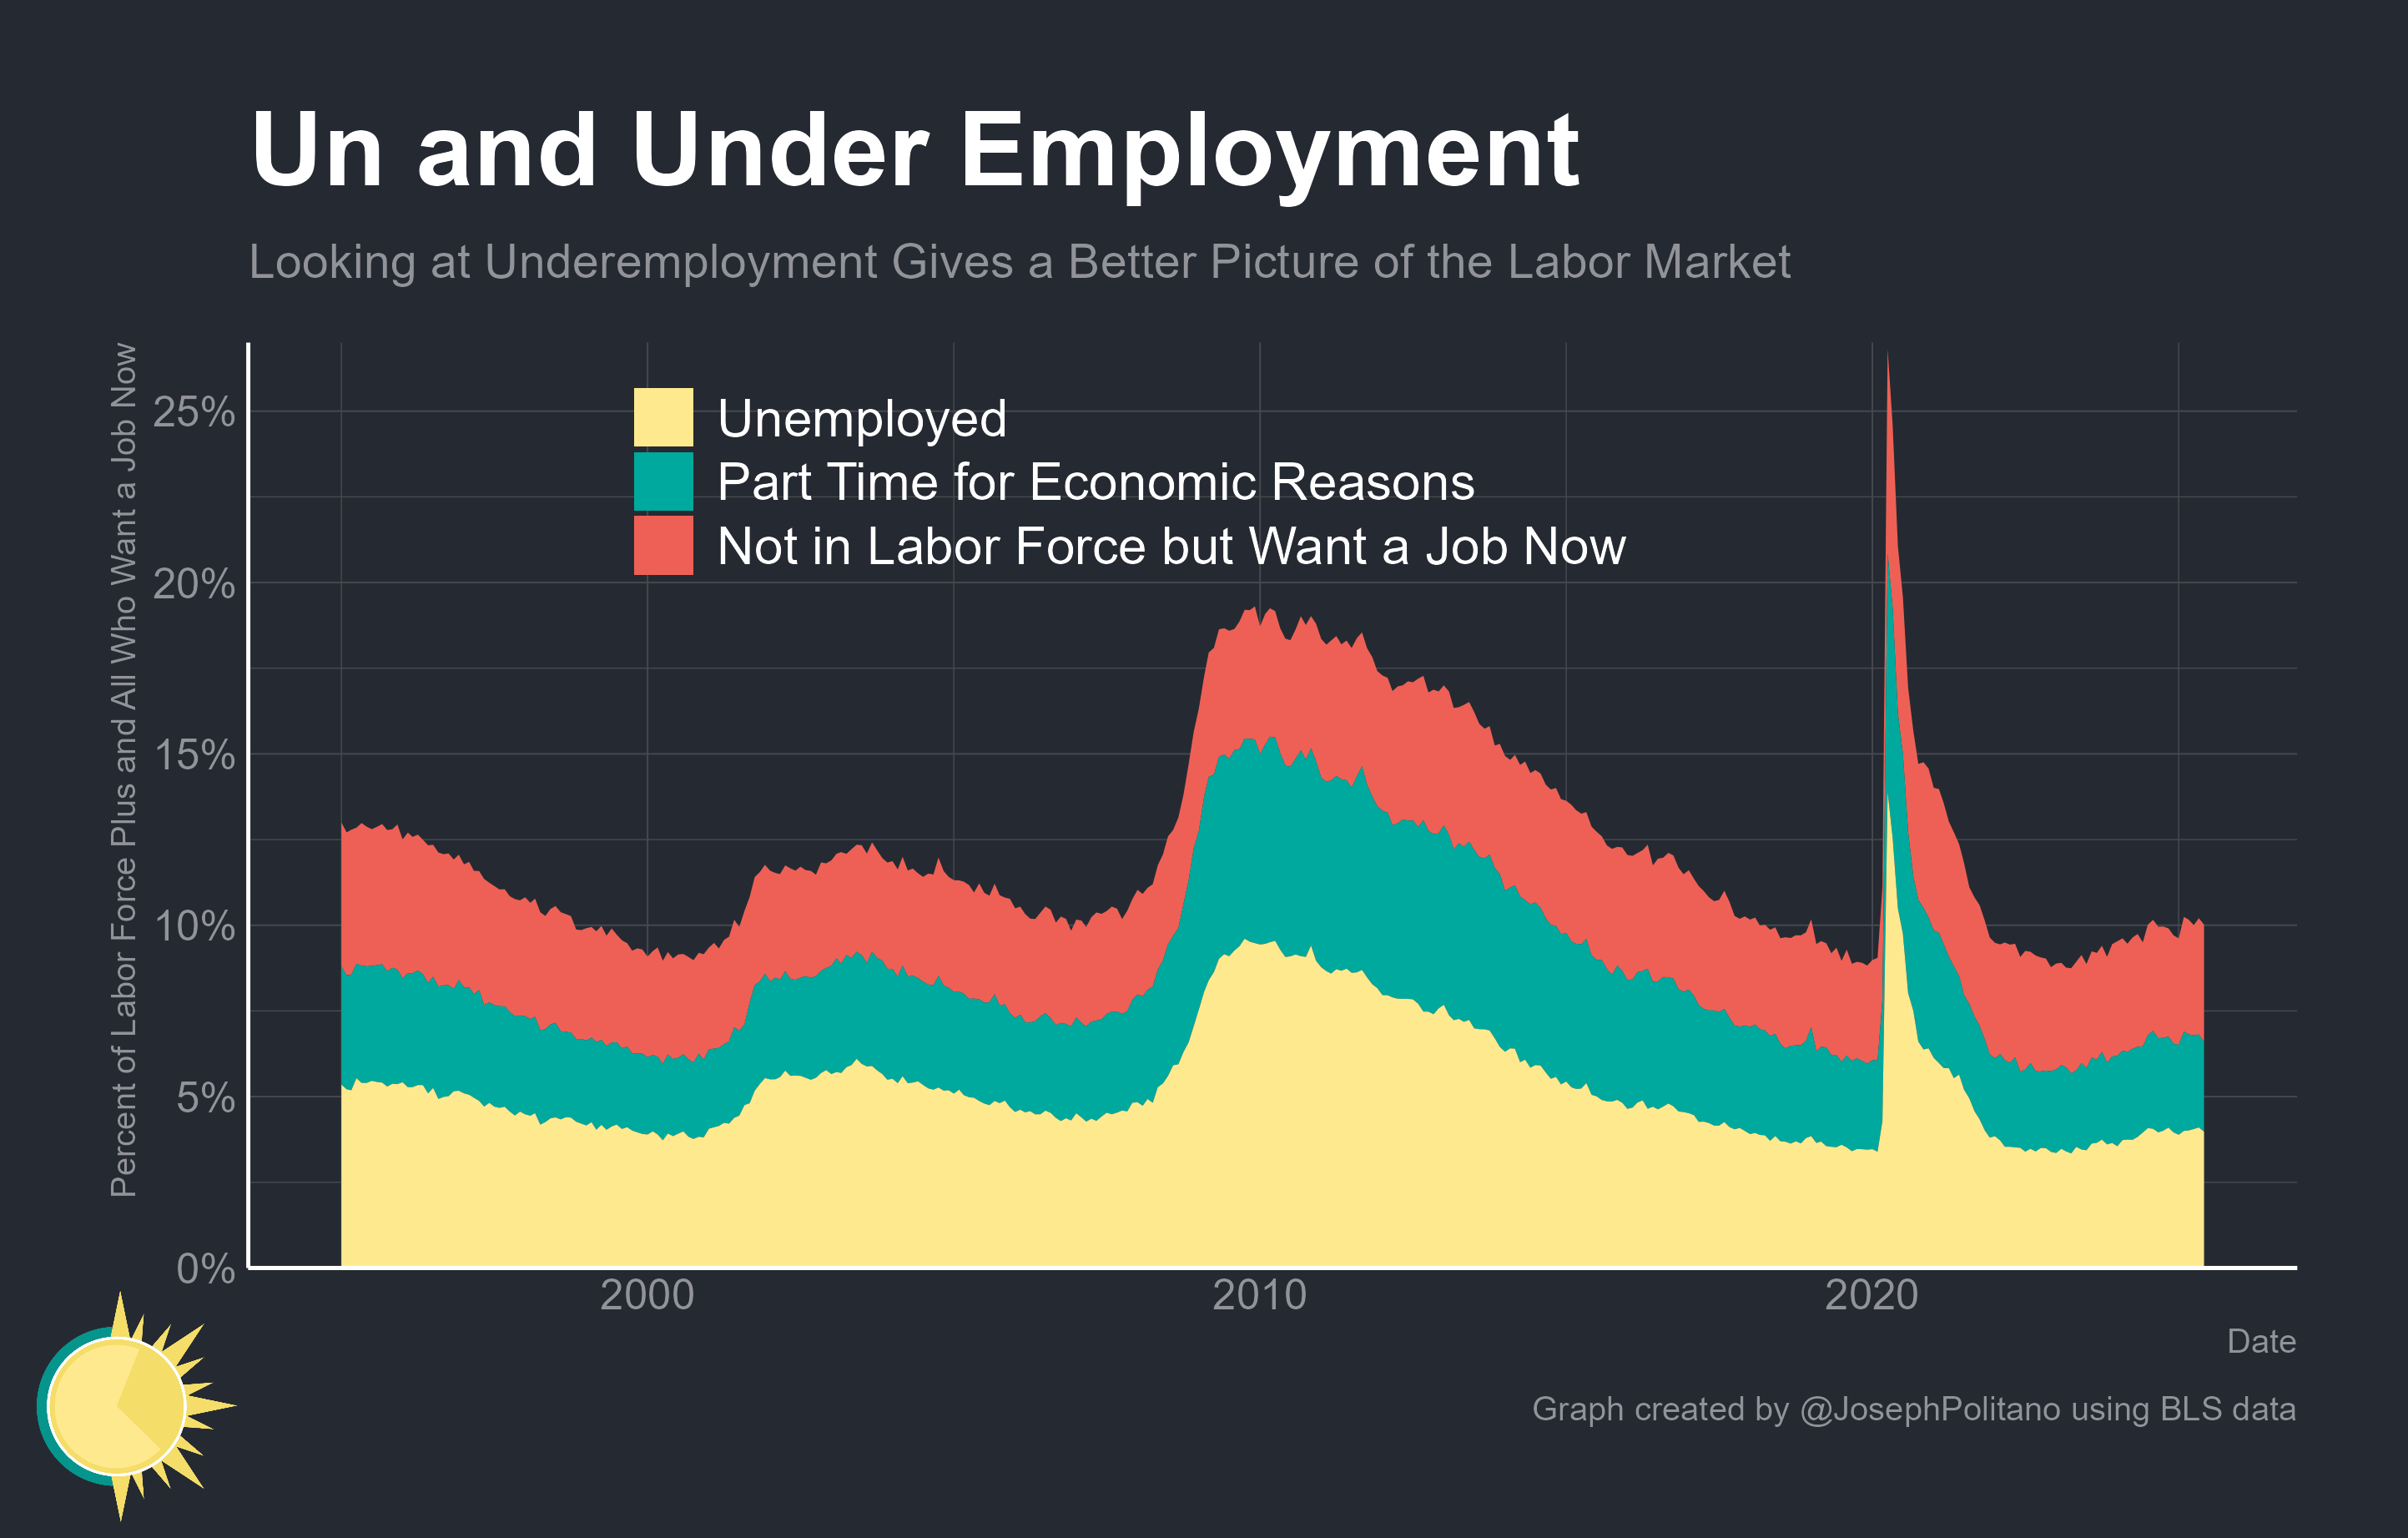 Un and Under Employment
Looking at Underemployment Gives a Better Picture of the Labor Market
Percent of Labor Force Plus and All Who Want a Job Now
25%
20%
15%
10%
5%
0%
Unemployed
Part Time for Economic Reasons
Not in Labor Force but Want a Job Now
2000
2010
2020
Date
Graph created by @JosephPolitano using BLS data